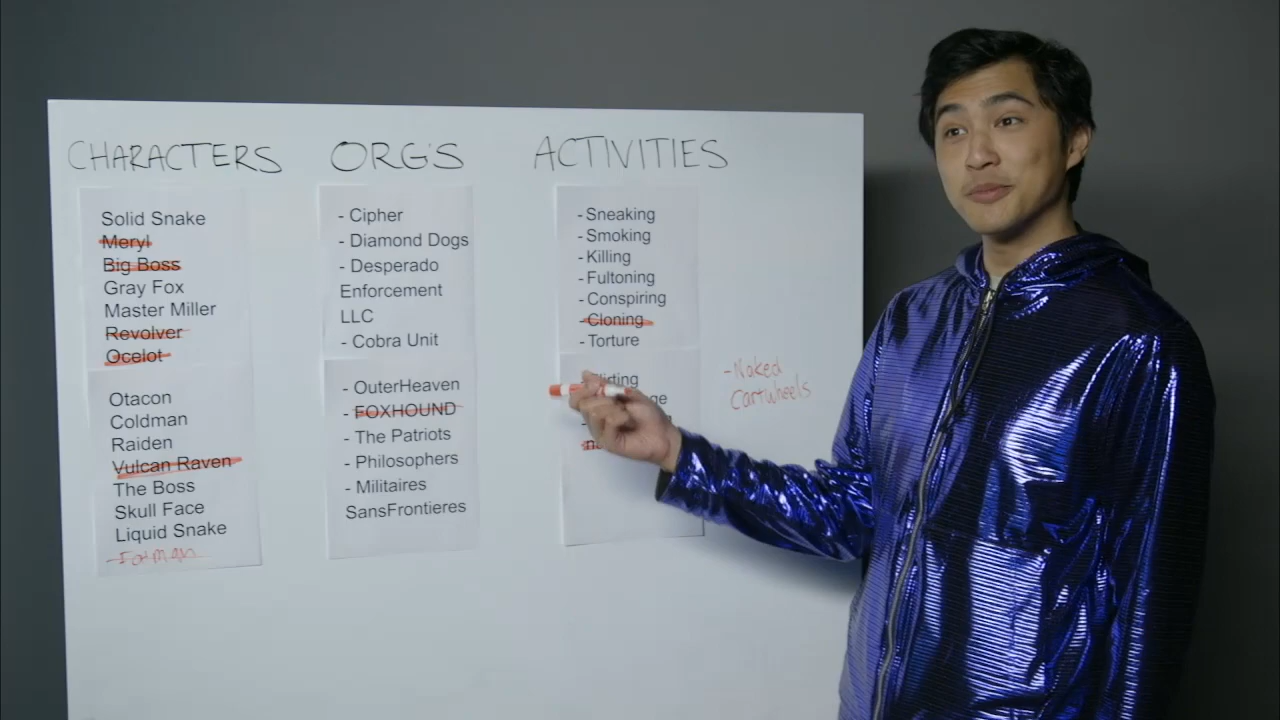 CHARACTERS
Solid Snake
Meryl
Big Boss
Gray Fox
Master Miller
Revolver
Ocelot
Otacon
Coldman
Raiden
Vulcan Raven
The Boss
Skull Face
Liquid Snake
- Fatman
ORG'S
- Cipher
- Diamond Dogs
- Desperado
Enforcement
LLC
- Cobra Unit
- OuterHeaven
- FOXHOUND
- The Patriots
- Philosophers
- Militaires
SansFrontieres
ACTIVITIES
- Sneaking
- Smoking
- Killing
- Fultoning
- Conspiring
- Cloning
- Torture
- Naked
Cartwheels